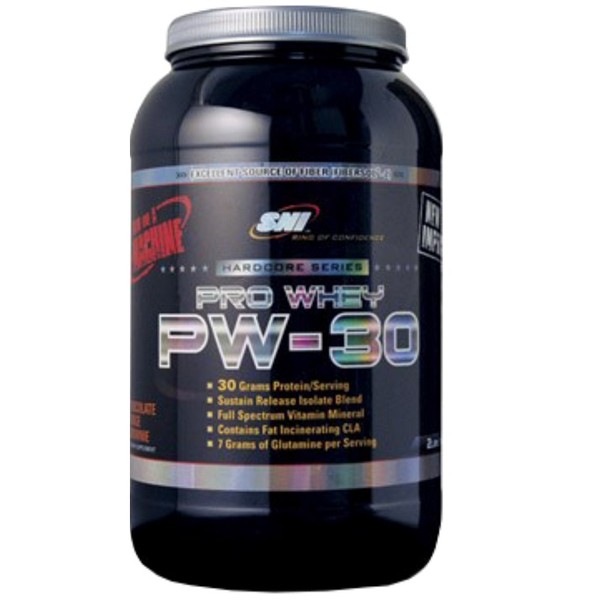 EXCELLENT SOURCE OF FIBER (FIBERSOL-2)
SNI
RING OF CONFIDENCE
HARDCORE SERIES
PRO WHEY
PW-30
30 Grams Protein/Serving
Sustain Release Isolate Blend
Full Spectrum Vitamin Mineral
Contains Fat Incinerating CLA
7 Grams of Glutamine per Serving